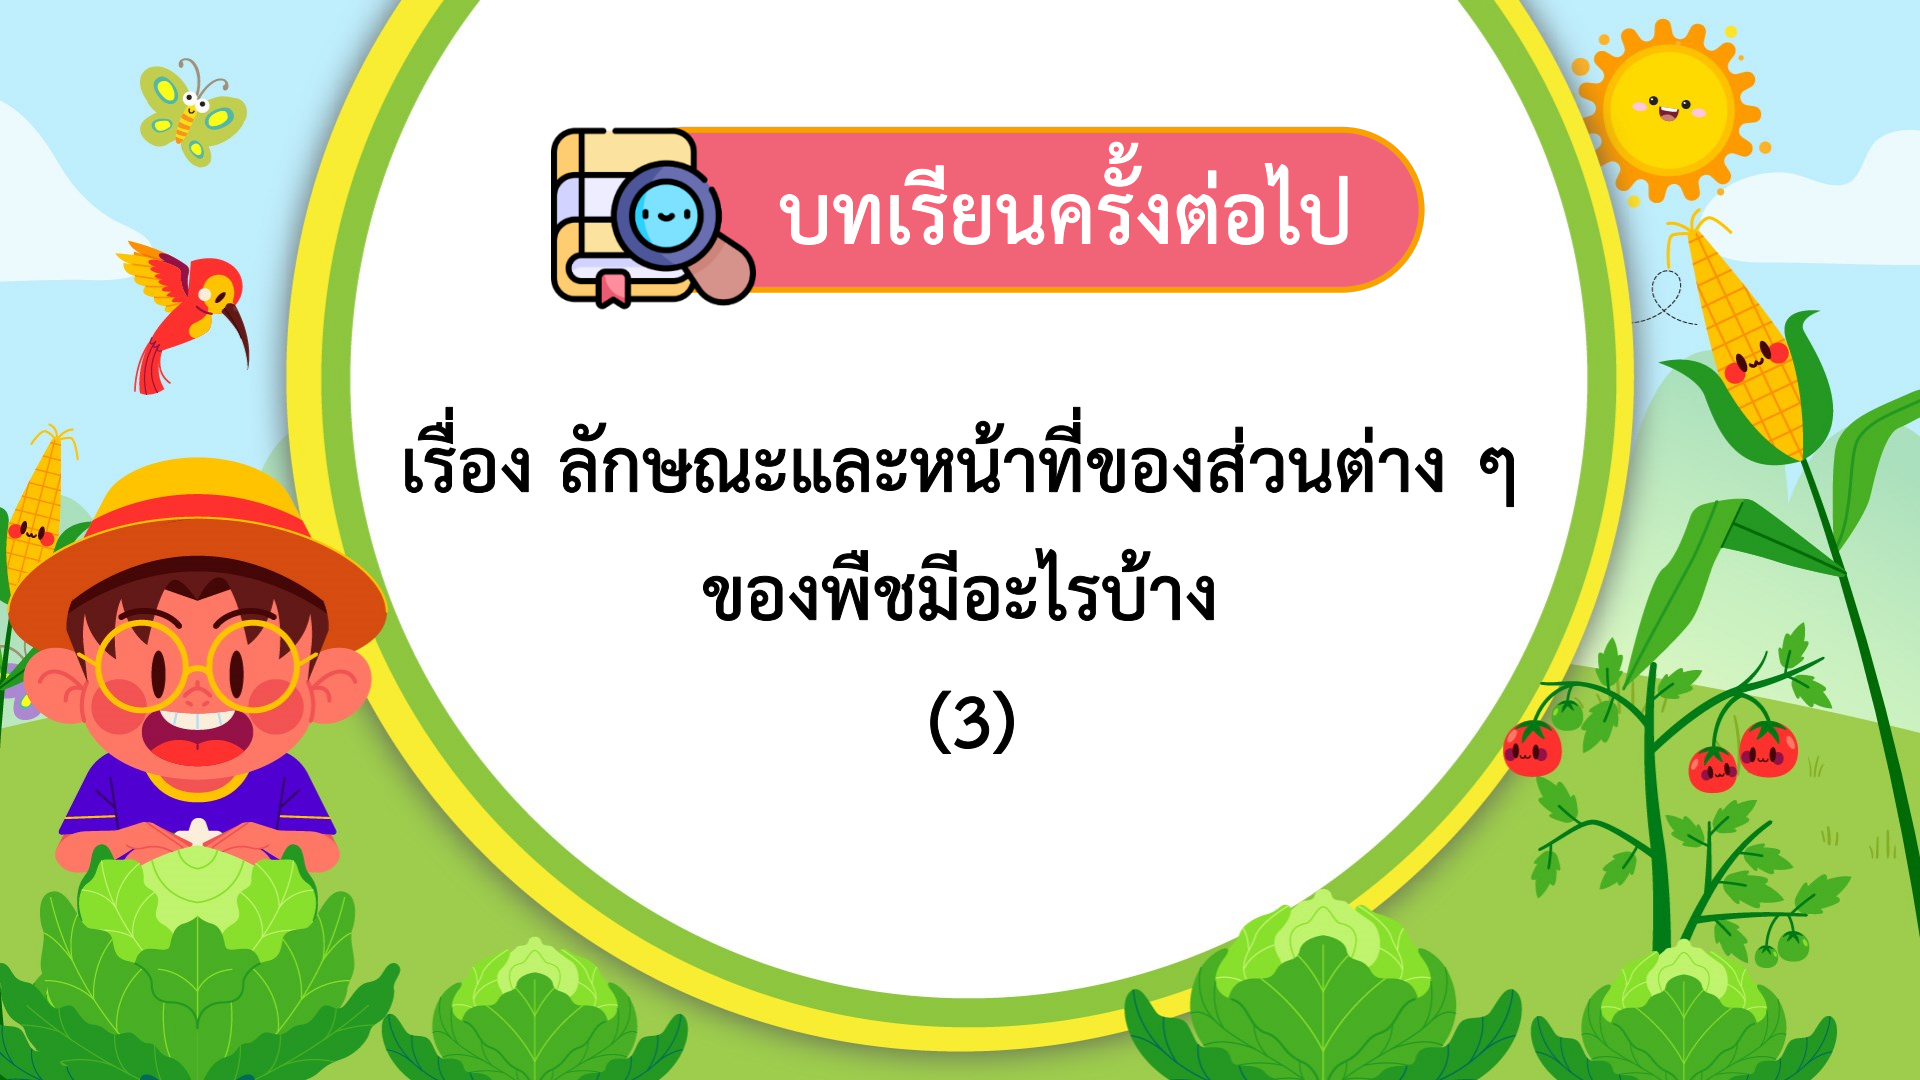 บทเรียนครั้งต่อไป
เรื่อง ลักษณะและหน้าที่ของส่วนต่าง ๆ
ของพืชมีอะไรบ้าง
(3)